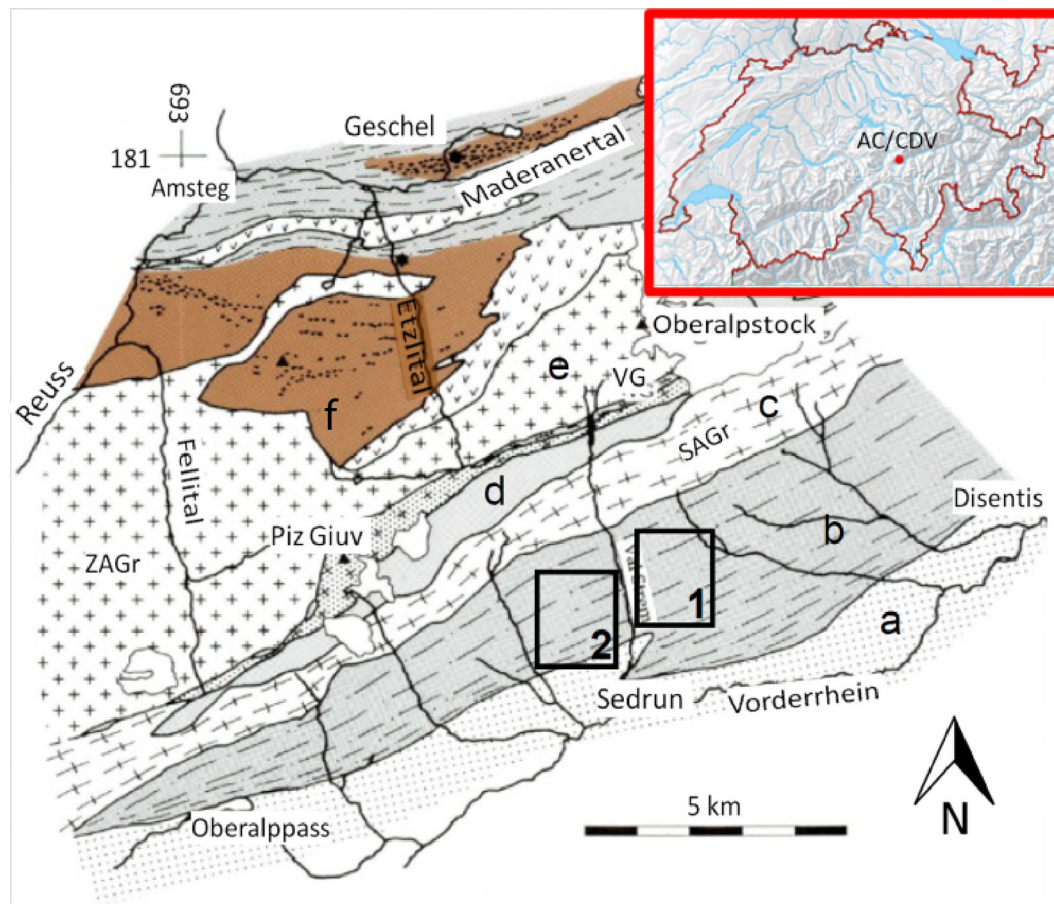 693
181
Geschel
Amsteg
Maderanertal
AC/CDV
Etzlital
Oberalpstock
Reuss
f
e
VG
c
SAGr
Fellital
d
Disentis
Piz Giuv
b
ZAGr
1
2
a
Sedrun
Vorderrhein
5 km
Oberalppass
N